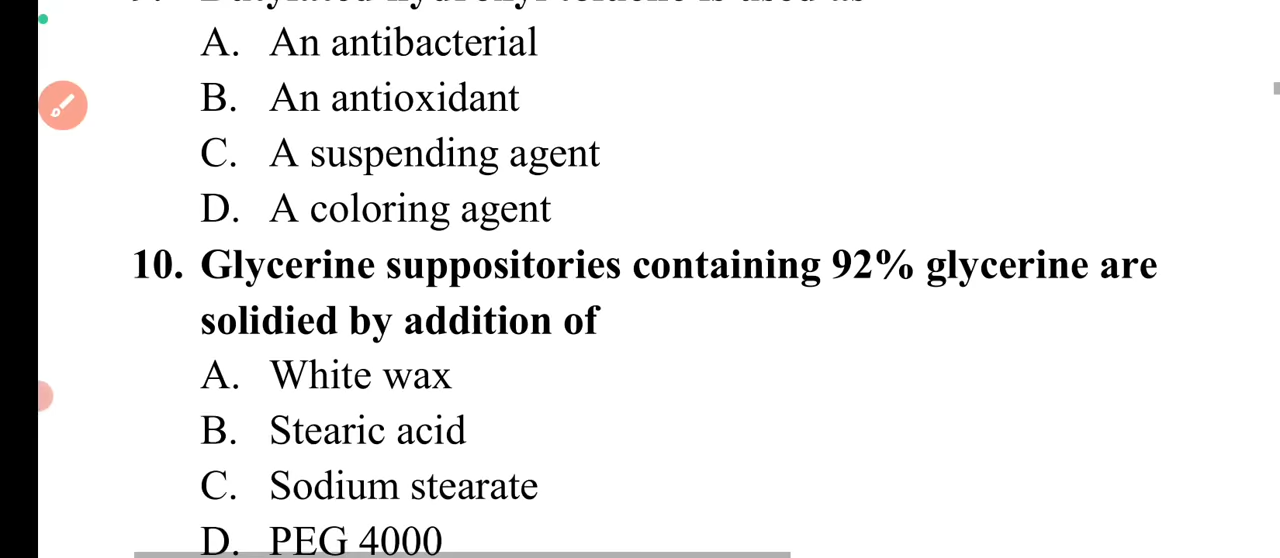 A. An antibacterial
B. An antioxidant
C. A suspending agent
D. A coloring agent
10. Glycerine suppositories containing 92% glycerine are
solidied by addition of
A. White wax
B. Stearic acid
C. Sodium stearate
D. PEG 4000